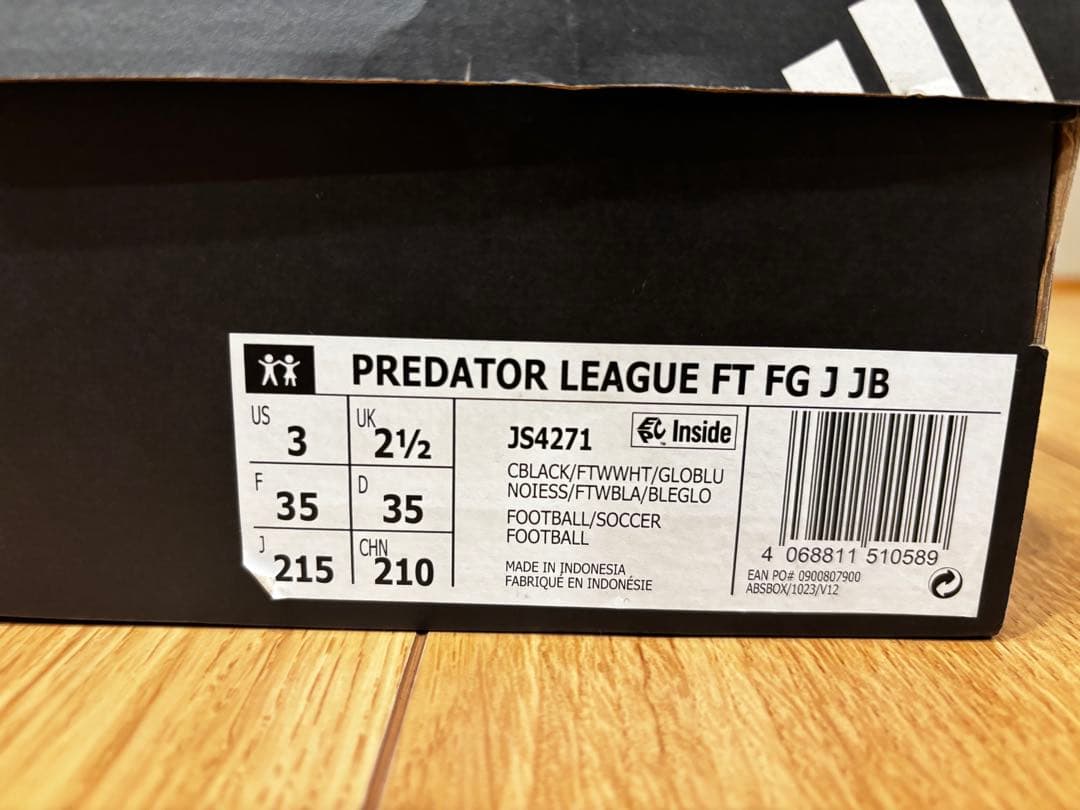 PREDATOR LEAGUE FT FG J JB
US 3
UK 2½
F 35
D 35
J 215
CHN 210
JS4271
Inside
CBLACK/FTWWHT/GLOBLU
NOIESS/FTWBLA/BLEGLO
FOOTBALL/SOCCER
FOOTBALL
MADE IN INDONESIA
FABRIQUÉ EN INDONÉSIE
4 068811 510589
EAN PO# 0900807900
ABSBOX/1023/V12